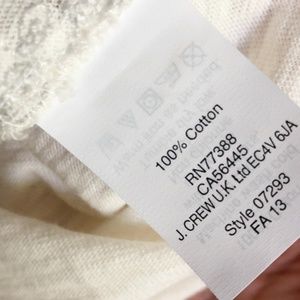 100% Cotton
RN77388
CA56445
J. CREW U.K. Ltd EC4V 6JA
Style 07293
FA 13